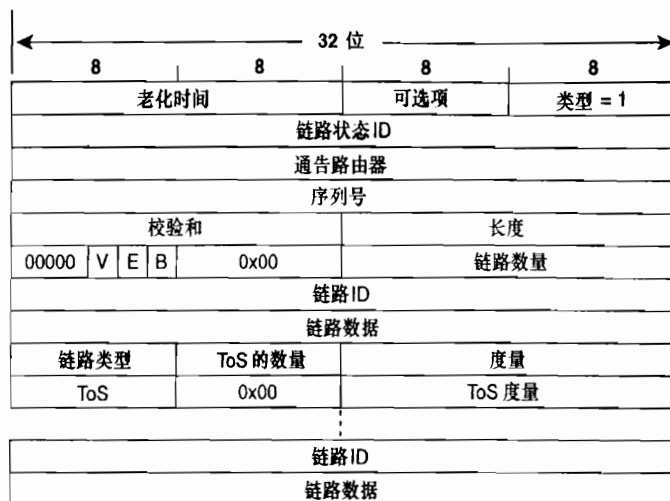 32 位
8 8 8 8
老化时间 可选项 类型 = 1
链路状态ID
通告路由器
序列号
校验和 长度
00000 V E B 0x00 链路数量
链路ID
链路数据
链路类型 ToS 的数量 度量
ToS 0x00 ToS 度量
链路ID
链路数据